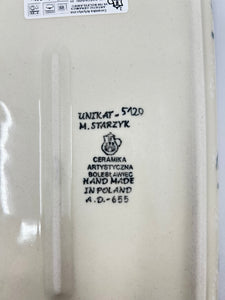 UNIKAT-5120
M. STARZYK
CERAMIKA
ARTYSTYCZNA
BOLESŁAWIEC
HAND MADE
IN POLAND
A.D.-655